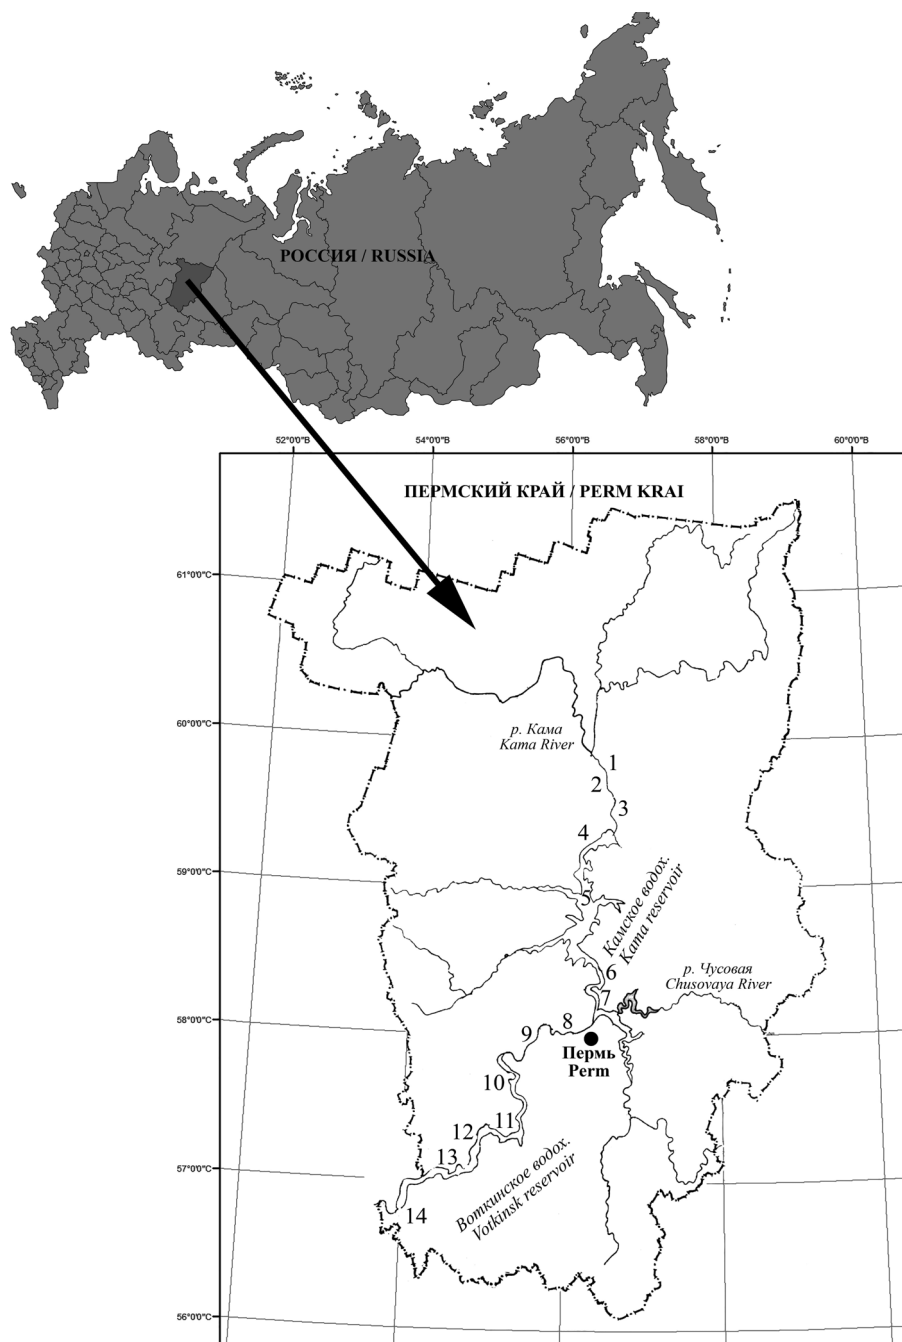 РОССИЯ / RUSSIA
52°0'0"В
54°0'0"В
56°0'0"В
58°0'0"В
60°0'0"В
ПЕРМСКИЙ КРАЙ / PERM KRAI
61°0'0"С
60°0'0"С
р. Кама
Kama River
1
2
3
4
59°0'0"С
5
Камское водох.
Kama reservoir
6
р. Чусовая
Chusovaya River
7
58°0'0"С
8
9
Пермь
Perm
10
11
12
13
57°0'0"С
Воткинское водох.
Votkinsk reservoir
14
56°0'0"С